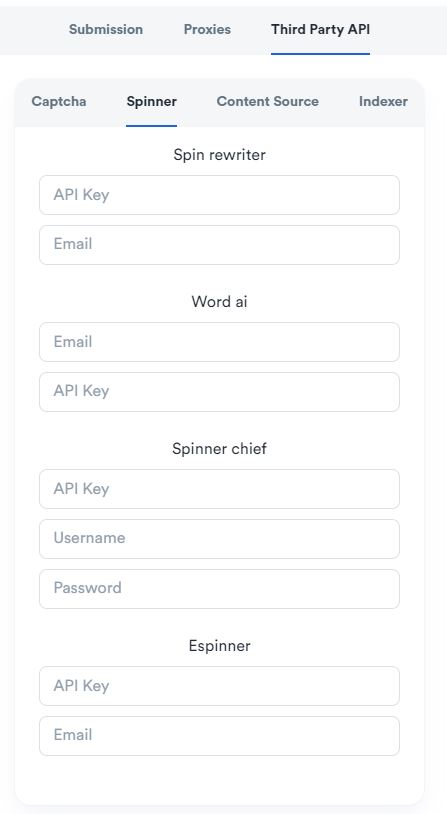 Submission Proxies Third Party API
Captcha Spinner Content Source Indexer
Spin rewriter
API Key
Email
Word ai
Email
API Key
Spinner chief
API Key
Username
Password
Espinner
API Key
Email